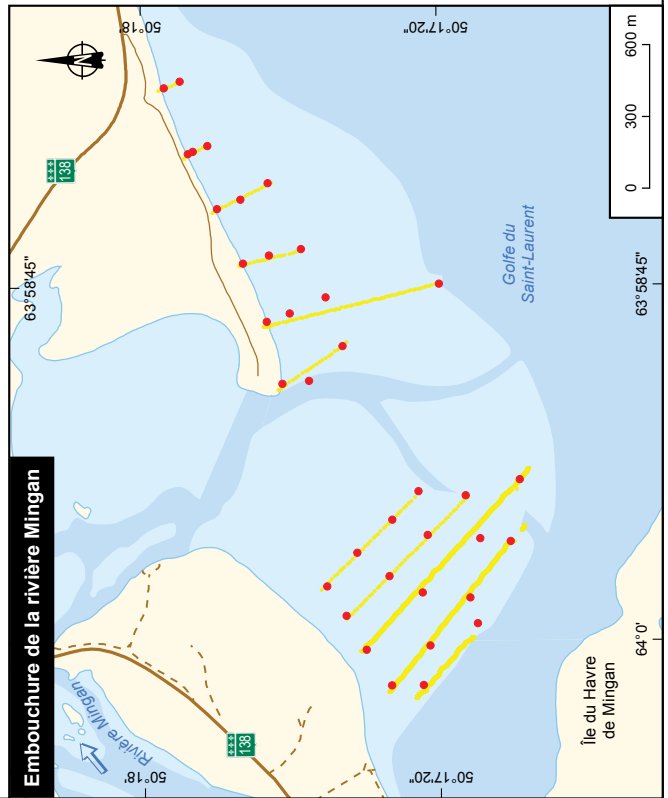 Embouchure de la rivière Mingan
63°58'45"
50°18'
50°18'
138
138
Rivière Mingan
Golfe du
Saint-Laurent
50°17'20"
50°17'20"
Île du Havre
de Mingan
64°0'
63°58'45"
0 300 600 m
N